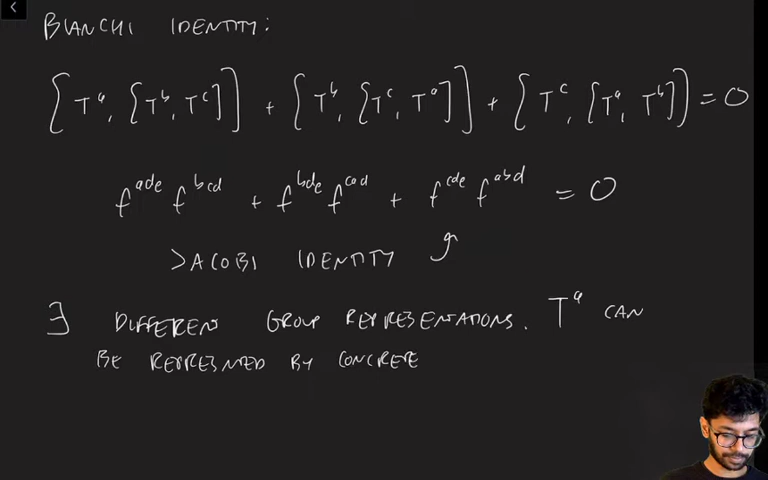 BIANCHI IDENTITY:
[T^a, [T^b, T^c]] + [T^b, [T^c, T^a]] + [T^c, [T^a, T^b]] = 0
f^{ade} f^{bcd} + f^{bde} f^{cad} + f^{cde} f^{abd} = 0
JACOBI IDENTITY
∃ DIFFERENT GROUP REPRESENTATIONS. T^a CAN
BE REPRESNTED BY CONCRETE